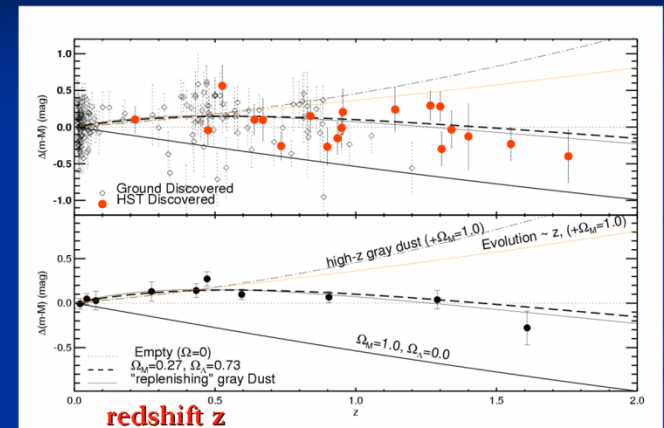 1.0
0.5
Δ(m-M) (mag)
0.0
-0.5
-1.0
Ground Discovered
HST Discovered
high-z gray dust (+Ω_M=1.0)
Evolution ~ z, (+Ω_M=1.0)
0.5
Δ(m-M) (mag)
0.0
-0.5
Ω_M=1.0, Ω_Λ=0.0
Empty (Ω=0)
Ω_M=0.27, Ω_Λ=0.73
"replenishing" gray Dust
0.0 0.5 1.0 1.5 2.0
z
redshift z